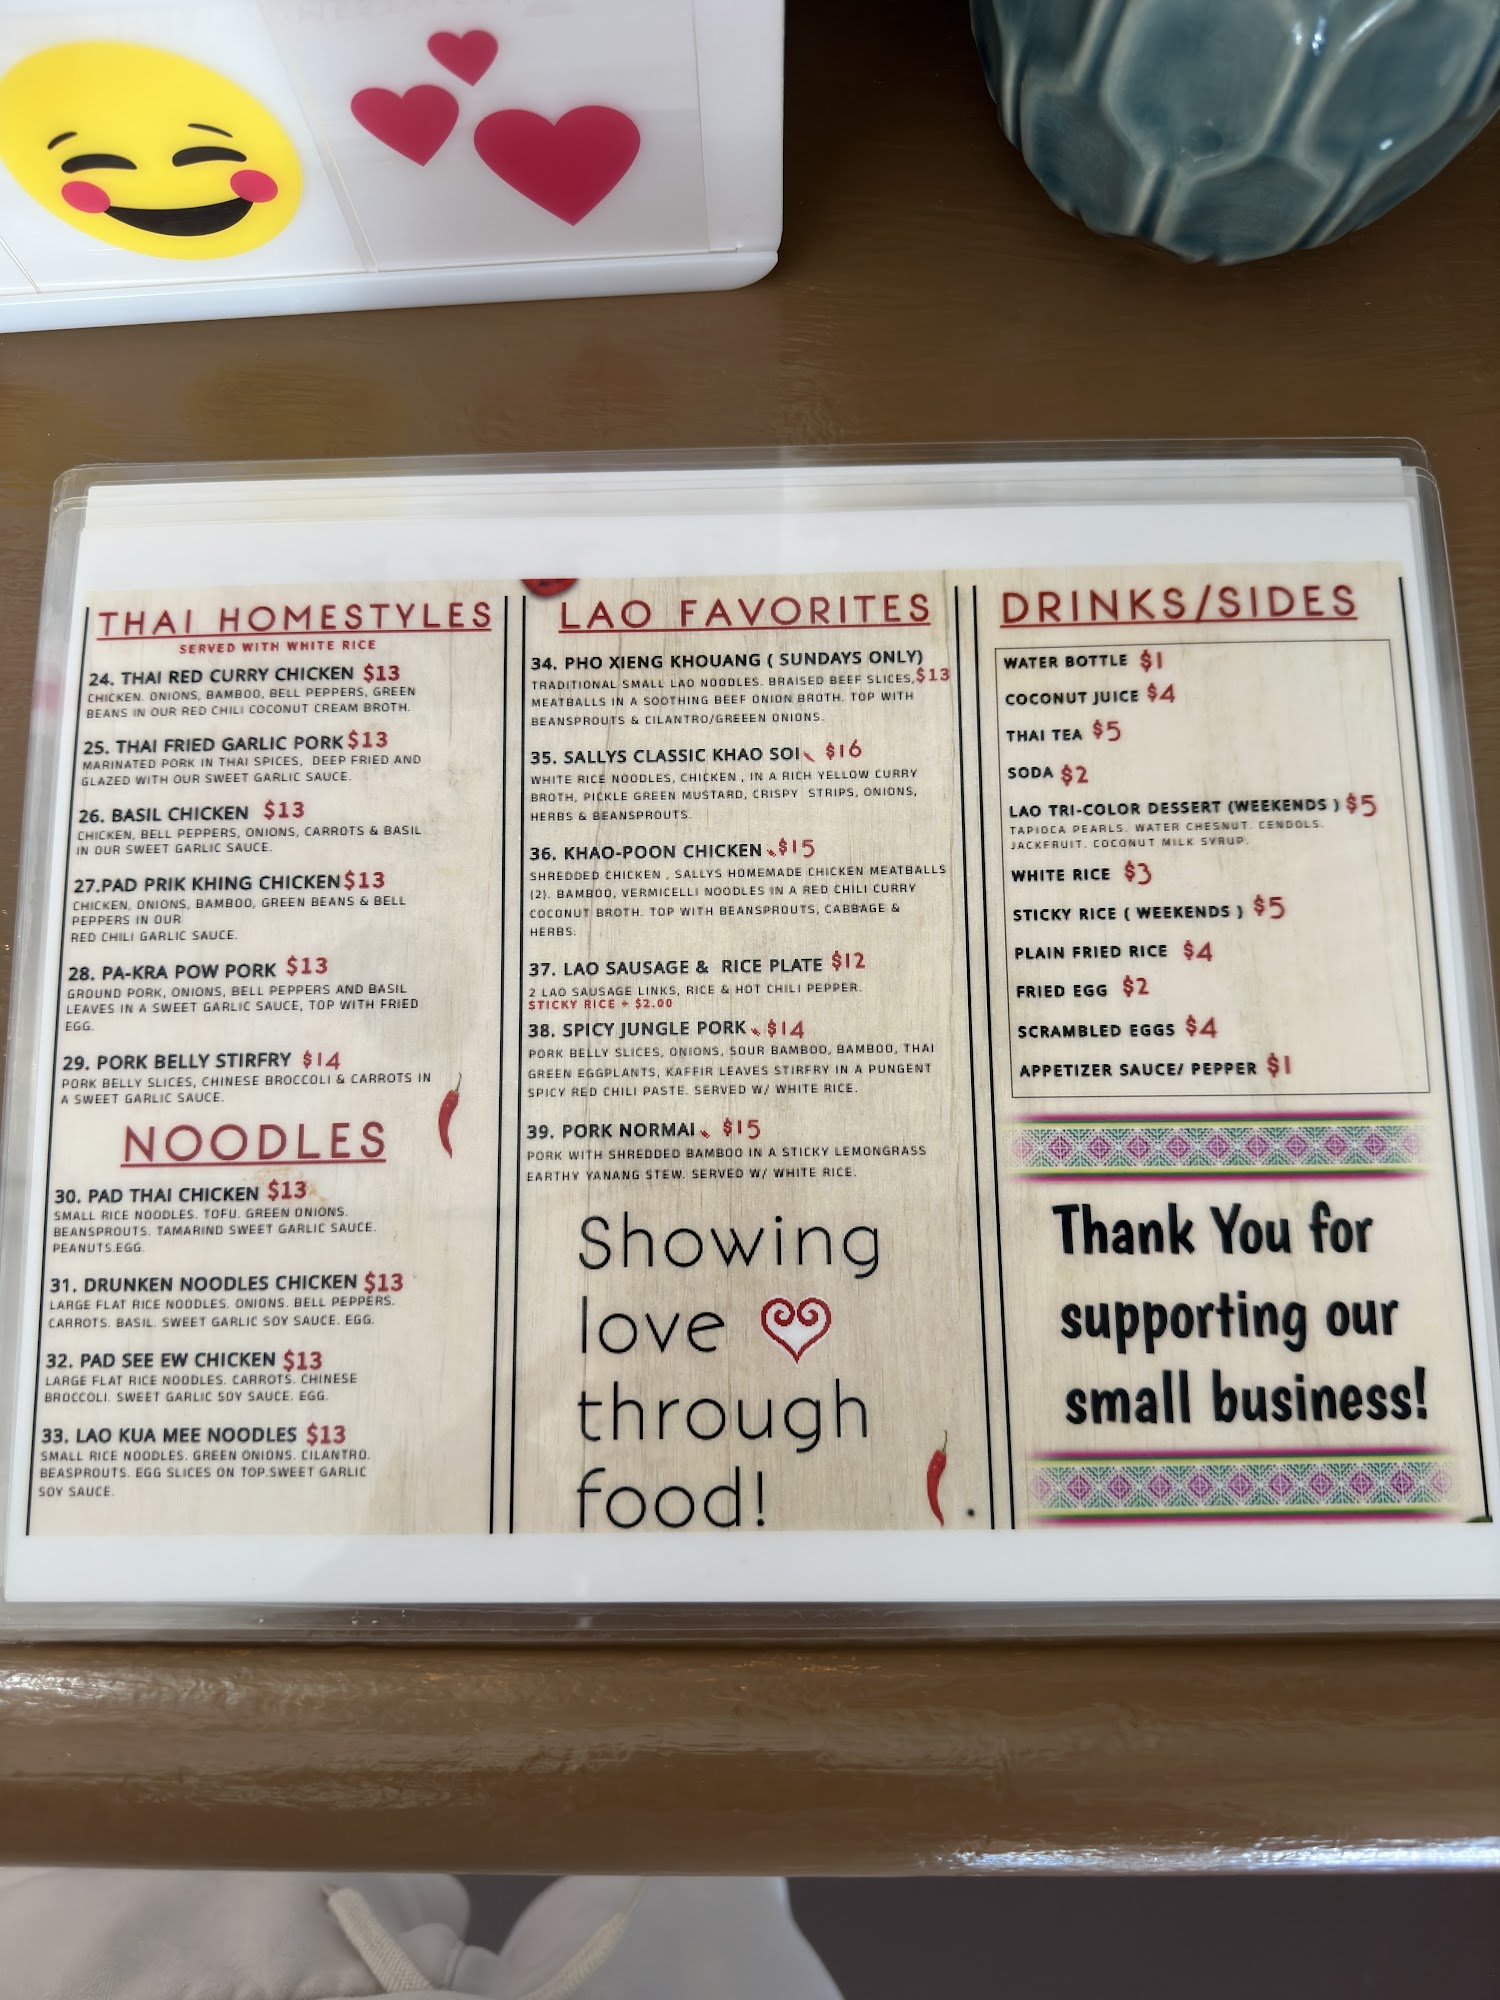 THAI HOMESTYLES
SERVED WITH WHITE RICE
24. THAI RED CURRY CHICKEN $13
CHICKEN. ONIONS, BAMBOO, BELL PEPPERS, GREEN
BEANS IN OUR RED CHILI COCONUT CREAM BROTH.
25. THAI FRIED GARLIC PORK $13
MARINATED PORK IN THAI SPICES, DEEP FRIED AND
GLAZED WITH OUR SWEET GARLIC SAUCE.
26. BASIL CHICKEN $13
CHICKEN, BELL PEPPERS, ONIONS, CARROTS & BASIL
IN OUR SWEET GARLIC SAUCE.
27.PAD PRIK KHING CHICKEN $13
CHICKEN, ONIONS, BAMBOO, GREEN BEANS & BELL
PEPPERS IN OUR
RED CHILI GARLIC SAUCE.
28. PA-KRA POW PORK $13
GROUND PORK, ONIONS, BELL PEPPERS AND BASIL
LEAVES IN A SWEET GARLIC SAUCE, TOP WITH FRIED
EGG.
29. PORK BELLY STIRFRY $14
PORK BELLY SLICES, CHINESE BROCCOLI & CARROTS IN
A SWEET GARLIC SAUCE.
NOODLES
30. PAD THAI CHICKEN $13
SMALL RICE NOODLES. TOFU. GREEN ONIONS.
BEANSPROUTS. TAMARIND SWEET GARLIC SAUCE.
PEANUTS.EGG.
31. DRUNKEN NOODLES CHICKEN $13
LARGE FLAT RICE NOODLES. ONIONS. BELL PEPPERS.
CARROTS. BASIL. SWEET GARLIC SOY SAUCE. EGG.
32. PAD SEE EW CHICKEN $13
LARGE FLAT RICE NOODLES. CARROTS. CHINESE
BROCCOLI. SWEET GARLIC SOY SAUCE. EGG.
33. LAO KUA MEE NOODLES $13
SMALL RICE NOODLES. GREEN ONIONS. CILANTRO.
BEASPROUTS. EGG SLICES ON TOP.SWEET GARLIC
SOY SAUCE.
LAO FAVORITES
34. PHO XIENG KHOUANG ( SUNDAYS ONLY)
TRADITIONAL SMALL LAO NOODLES. BRAISED BEEF SLICES, $13
MEATBALLS IN A SOOTHING BEEF ONION BROTH. TOP WITH
BEANSPROUTS & CILANTRO/GREEEN ONIONS.
35. SALLYS CLASSIC KHAO SOI $16
WHITE RICE NOODLES, CHICKEN , IN A RICH YELLOW CURRY
BROTH, PICKLE GREEN MUSTARD, CRISPY STRIPS, ONIONS,
HERBS & BEANSPROUTS.
36. KHAO-POON CHICKEN $15
SHREDDED CHICKEN , SALLYS HOMEMADE CHICKEN MEATBALLS
(2). BAMBOO, VERMICELLI NOODLES IN A RED CHILI CURRY
COCONUT BROTH. TOP WITH BEANSPROUTS, CABBAGE &
HERBS.
37. LAO SAUSAGE & RICE PLATE $12
2 LAO SAUSAGE LINKS, RICE & HOT CHILI PEPPER.
STICKY RICE + $2.00
38. SPICY JUNGLE PORK $14
PORK BELLY SLICES, ONIONS, SOUR BAMBOO, BAMBOO, THAI
GREEN EGGPLANTS, KAFFIR LEAVES STIRFRY IN A PUNGENT
SPICY RED CHILI PASTE. SERVED W/ WHITE RICE.
39. PORK NORMAI $15
PORK WITH SHREDDED BAMBOO IN A STICKY LEMONGRASS
EARTHY YANANG STEW. SERVED W/ WHITE RICE.
Showing
love
through
food!
DRINKS/SIDES
WATER BOTTLE $1
COCONUT JUICE $4
THAI TEA $5
SODA $2
LAO TRI-COLOR DESSERT (WEEKENDS ) $5
TAPIOCA PEARLS. WATER CHESNUT. CENDOLS.
JACKFRUIT. COCONUT MILK SYRUP.
WHITE RICE $3
STICKY RICE ( WEEKENDS ) $5
PLAIN FRIED RICE $4
FRIED EGG $2
SCRAMBLED EGGS $4
APPETIZER SAUCE/ PEPPER $1
Thank You for
supporting our
small business!